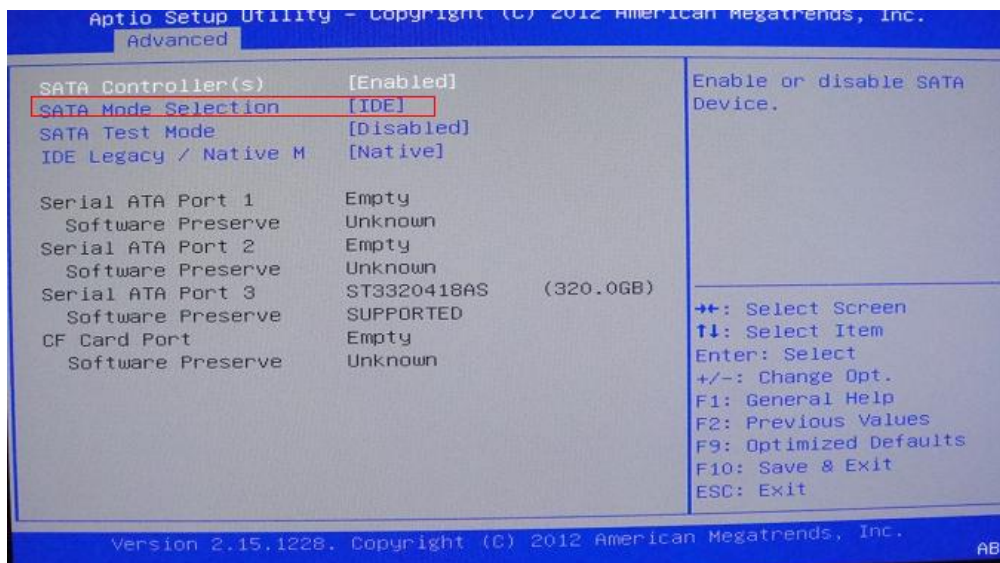 Aptio Setup Utility - Copyright (C) 2012 American Megatrends, Inc.
Advanced
SATA Controller(s) [Enabled]
SATA Mode Selection [IDE]
SATA Test Mode [Disabled]
IDE Legacy / Native M [Native]
Serial ATA Port 1 Empty
Software Preserve Unknown
Serial ATA Port 2 Empty
Software Preserve Unknown
Serial ATA Port 3 ST3320418AS (320.0GB)
Software Preserve SUPPORTED
CF Card Port Empty
Software Preserve Unknown
Enable or disable SATA
Device.
→←: Select Screen
↑↓: Select Item
Enter: Select
+/-: Change Opt.
F1: General Help
F2: Previous Values
F9: Optimized Defaults
F10: Save & Exit
ESC: Exit
Version 2.15.1228. Copyright (C) 2012 American Megatrends, Inc.
AB